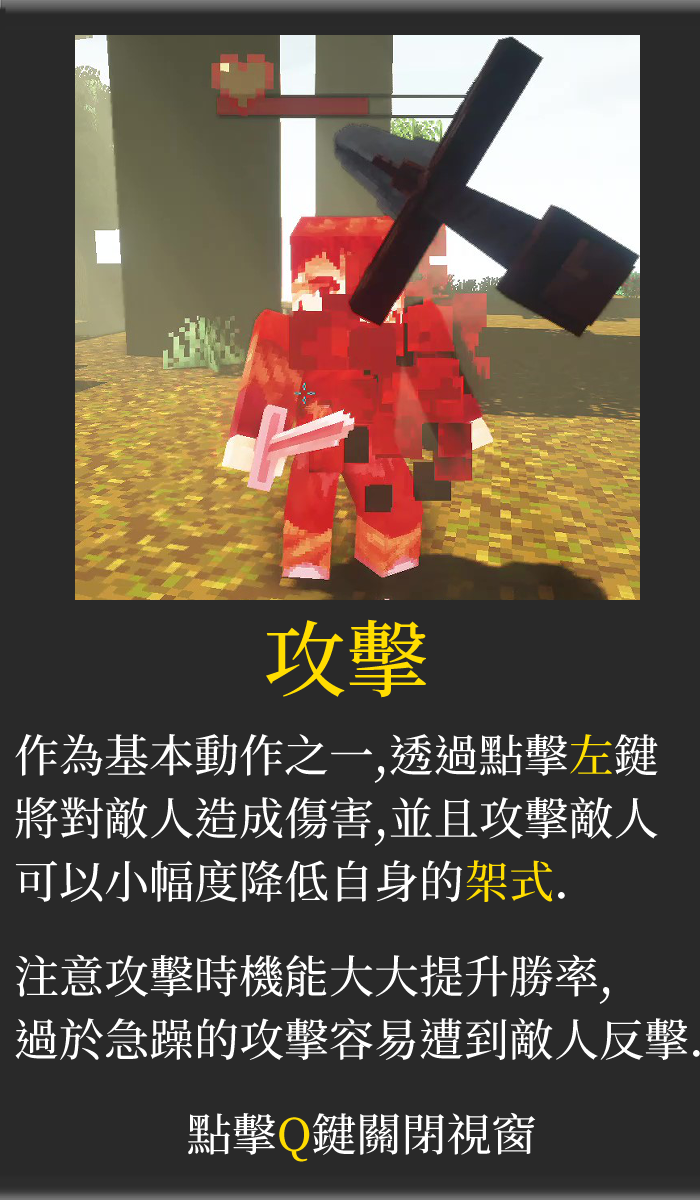 攻擊
作為基本動作之一,透過點擊左鍵
將對敵人造成傷害,並且攻擊敵人
可以小幅度降低自身的架式.
注意攻擊時機能大大提升勝率,
過於急躁的攻擊容易遭到敵人反擊.
點擊Q鍵關閉視窗